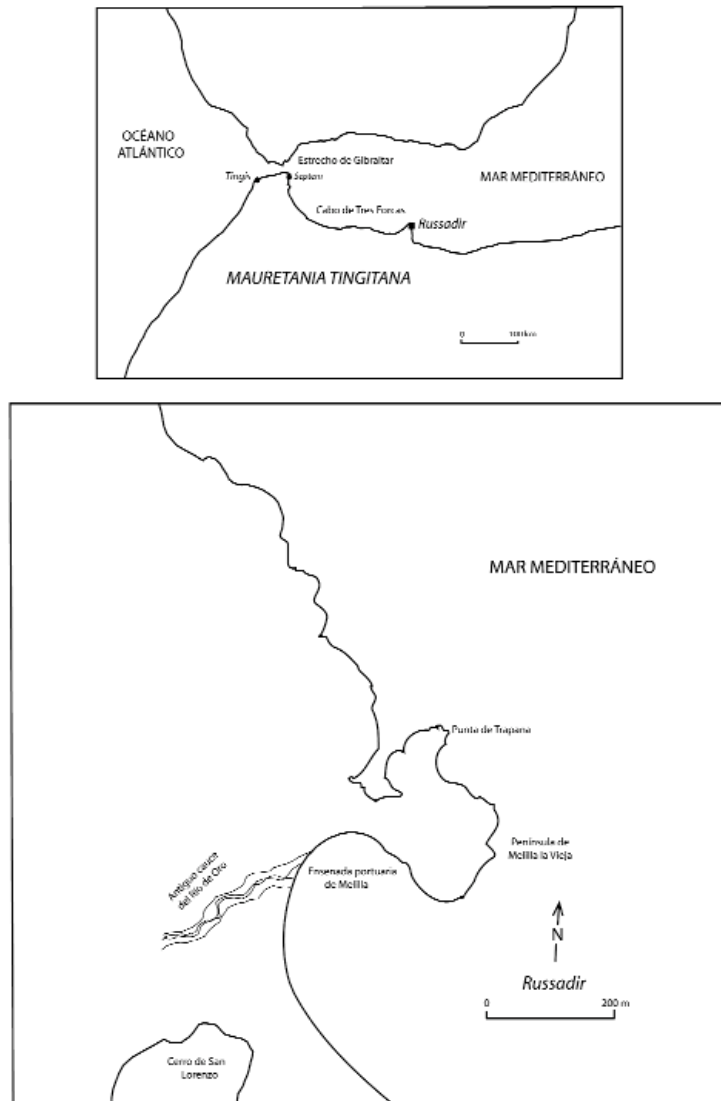 OCÉANO
ATLÁNTICO
Estrecho de Gibraltar
MAR MEDITERRÁNEO
Tingis
Septem
Cabo de Tres Forcas
Russadir
MAURETANIA TINGITANA
0
100 km
MAR MEDITERRÁNEO
Punta de Trapana
Península de
Melilla la Vieja
Antiguo cauce
del Río de Oro
Ensenada portuaria
de Melilla
N
Russadir
0
200 m
Cerro de San
Lorenzo